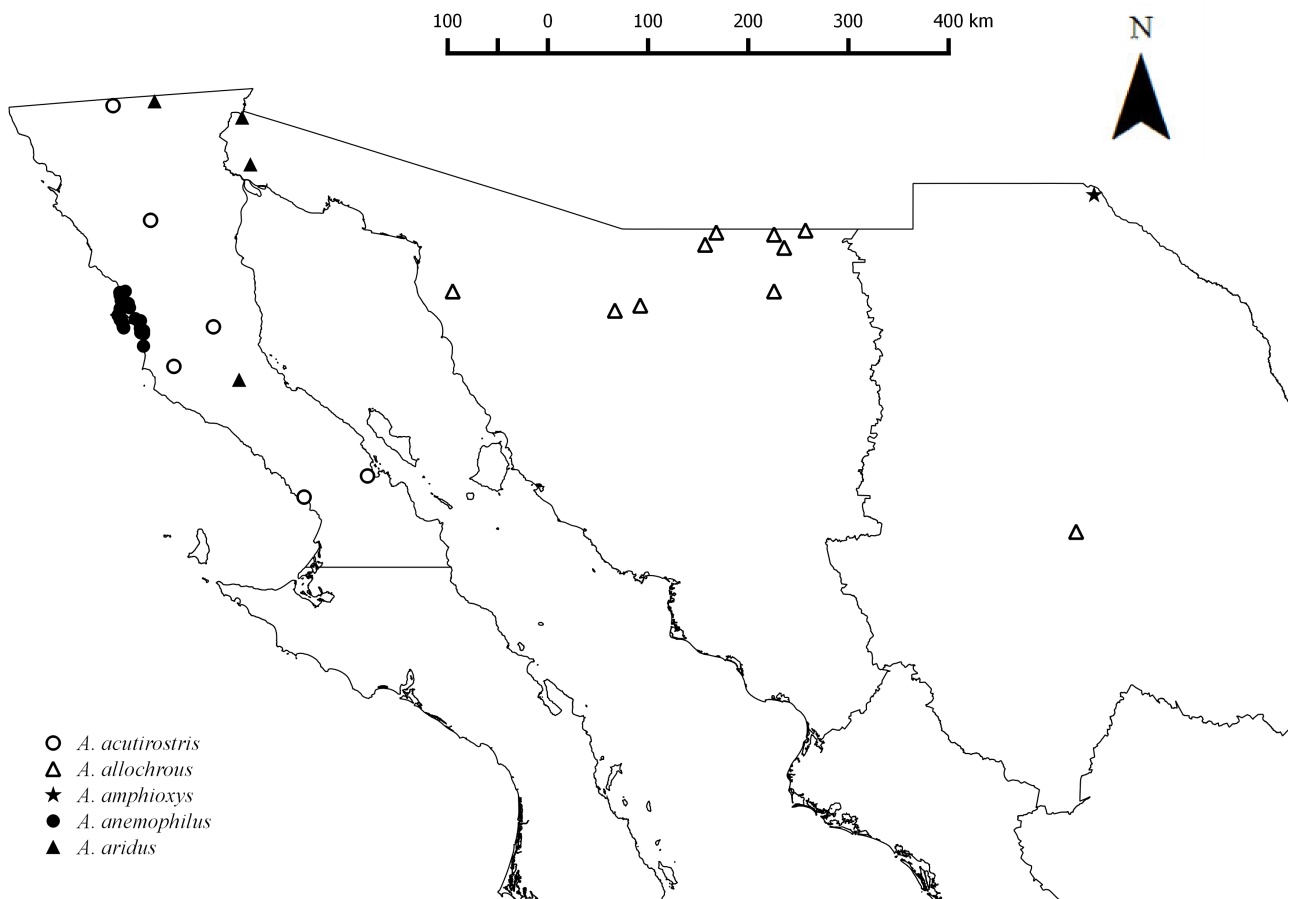 100 0 100 200 300 400 km
N
A. acutirostris
A. allochrous
A. amphioxys
A. anemophilus
A. aridus